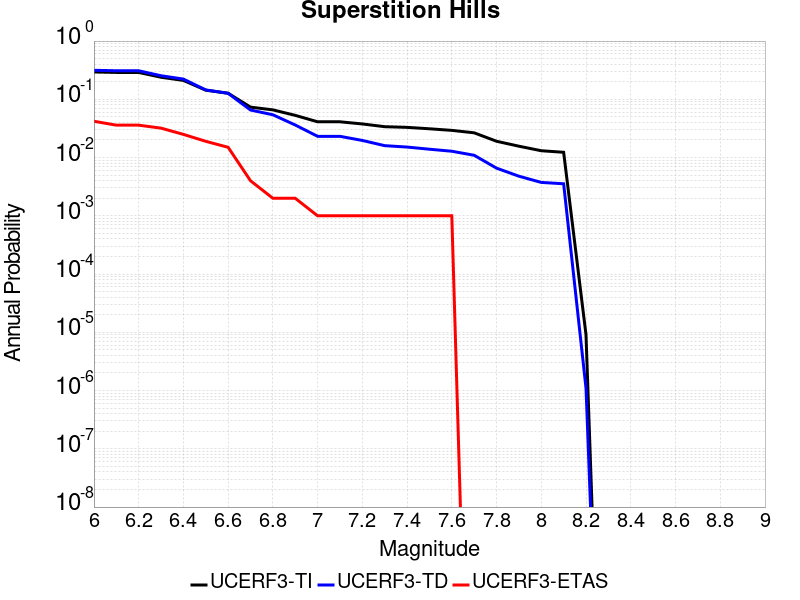 Superstition Hills
10^0
10^-1
10^-2
10^-3
10^-4
10^-5
10^-6
10^-7
10^-8
Annual Probability
6 6.2 6.4 6.6 6.8 7 7.2 7.4 7.6 7.8 8 8.2 8.4 8.6 8.8 9
Magnitude
UCERF3-TI UCERF3-TD UCERF3-ETAS